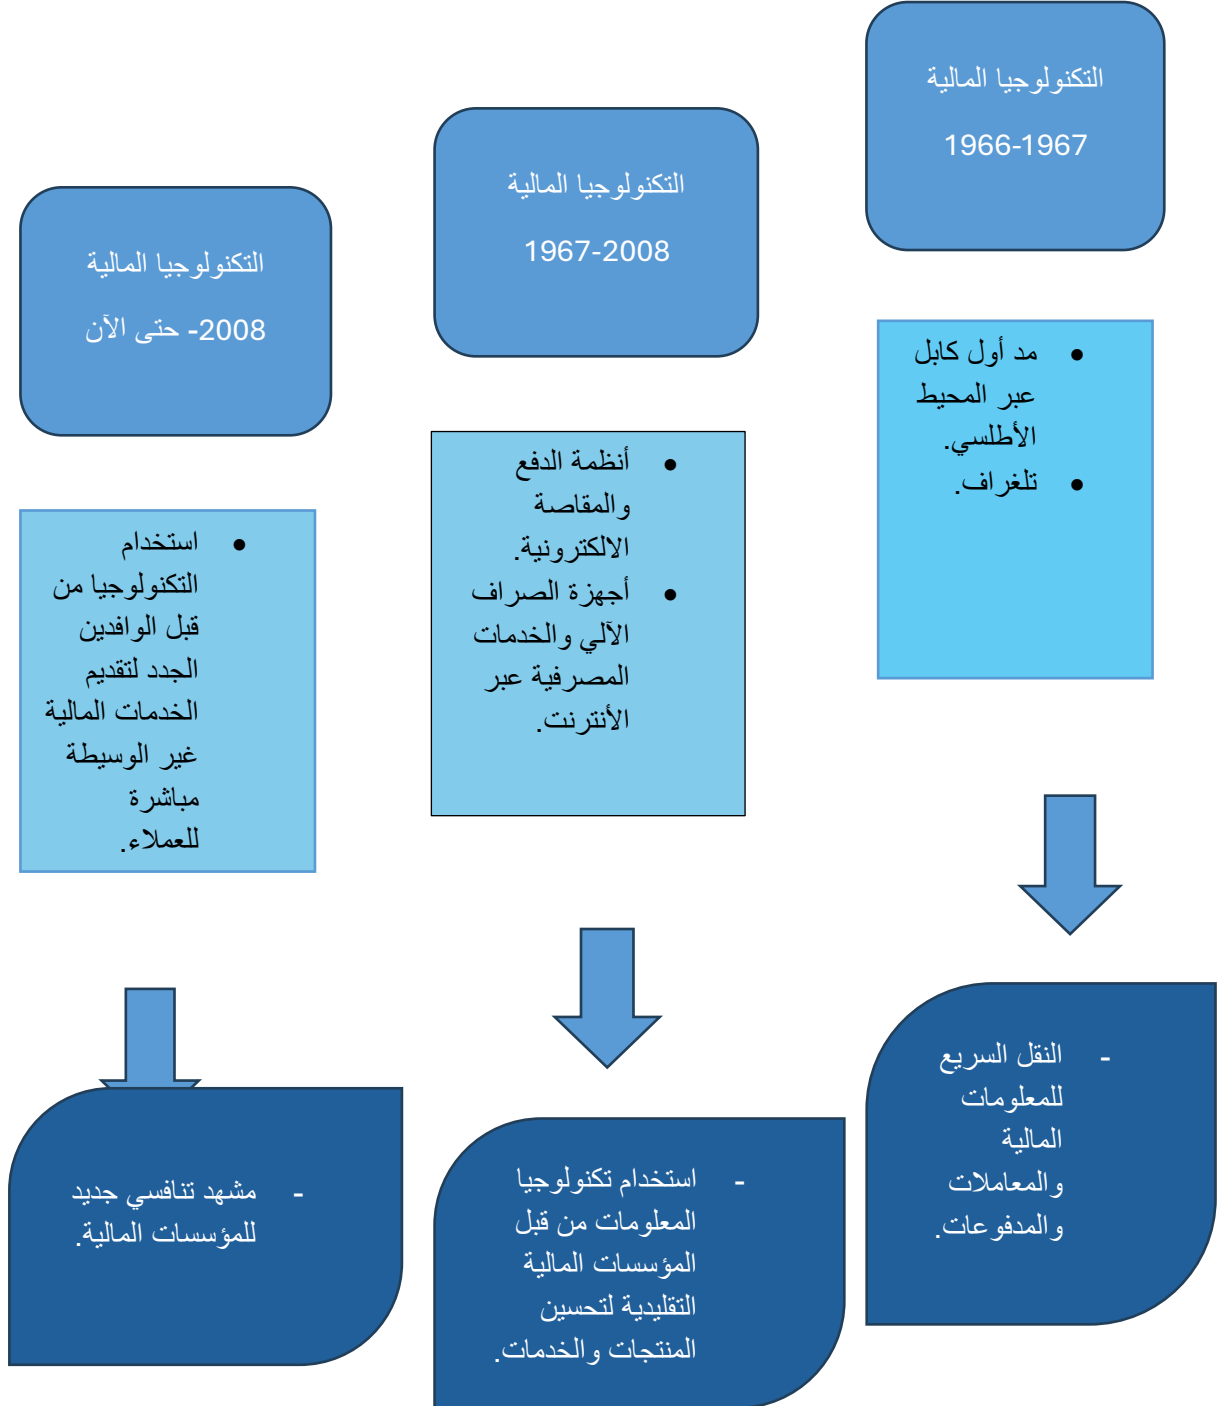 التكنولوجيا المالية
1966-1967
• مد أول كابل
عبر المحيط
الأطلسي.
• تلغراف.
- النقل السريع
للمعلومات
المالية
والمعاملات
والمدفوعات.
التكنولوجيا المالية
1967-2008
• أنظمة الدفع
والمقاصة
الالكترونية.
• أجهزة الصراف
الآلي والخدمات
المصرفية عبر
الأنترنت.
- استخدام تكنولوجيا
المعلومات من قبل
المؤسسات المالية
التقليدية لتحسين
المنتجات والخدمات.
التكنولوجيا المالية
2008- حتى الآن
• استخدام
التكنولوجيا من
قبل الوافدين
الجدد لتقديم
الخدمات المالية
غير الوسيطة
مباشرة
للعملاء.
- مشهد تنافسي جديد
للمؤسسات المالية.